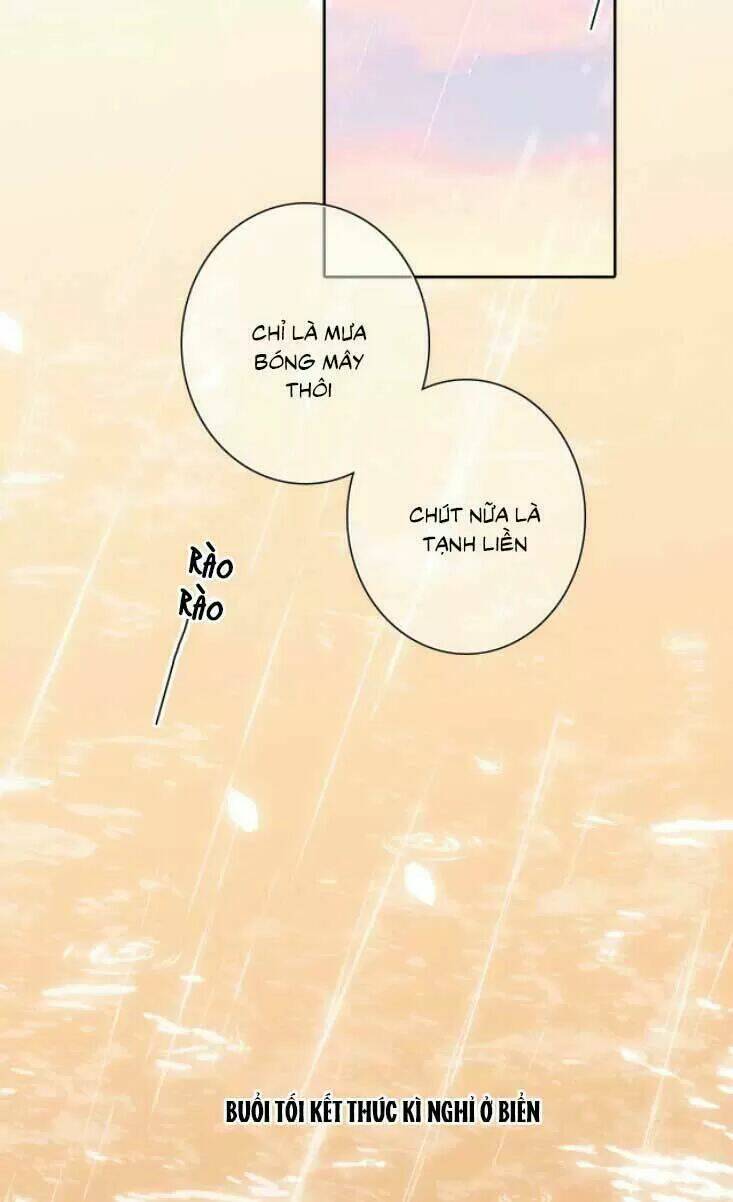 CHỈ LÀ MƯA
BÓNG MÂY
THÔI
CHÚT NỮA LÀ
TẠNH LIỀN
RÀO
RÀO
BUỔI TỐI KẾT THÚC KÌ NGHỈ Ở BIỂN